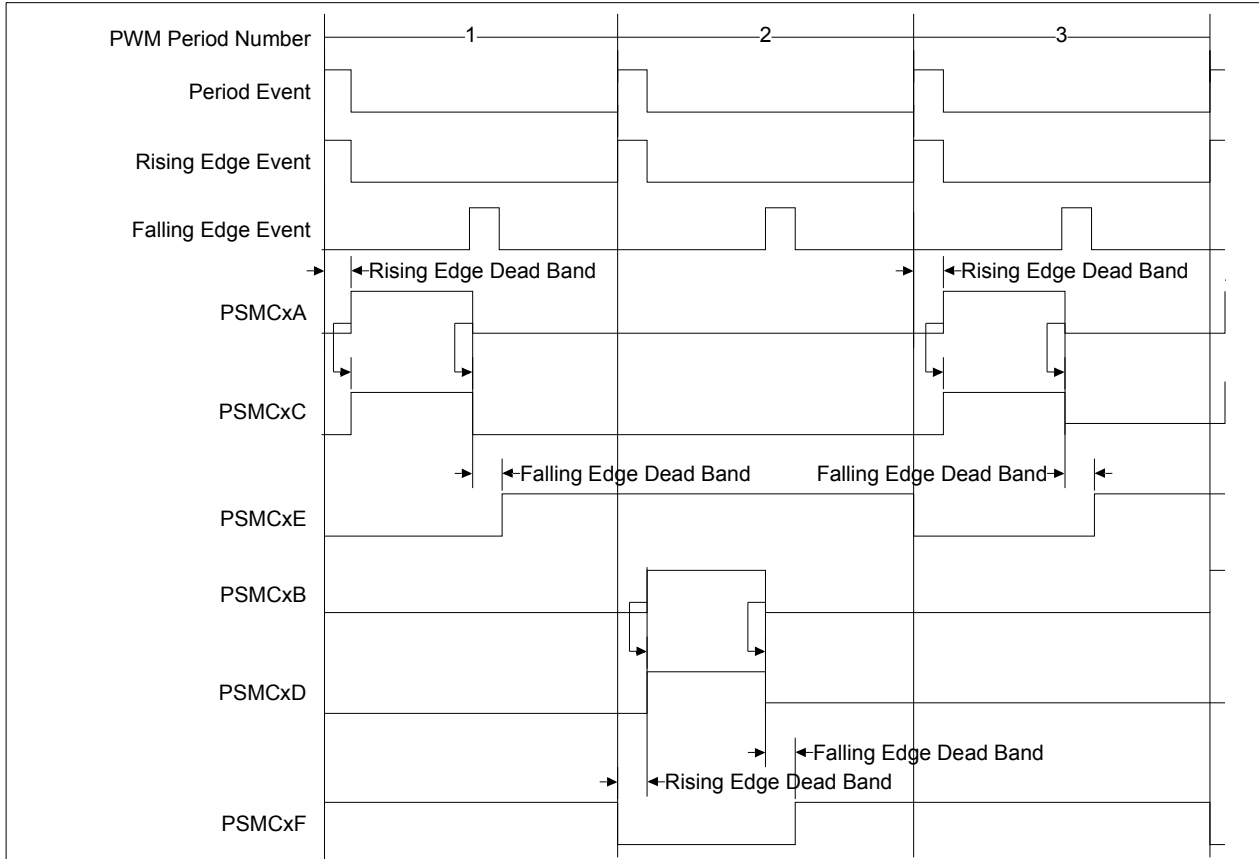 PWM Period Number
1
2
3
Period Event
Rising Edge Event
Falling Edge Event
Rising Edge Dead Band
Rising Edge Dead Band
PSMCxA
PSMCxC
Falling Edge Dead Band
Falling Edge Dead Band
PSMCxE
PSMCxB
PSMCxD
Falling Edge Dead Band
Rising Edge Dead Band
PSMCxF